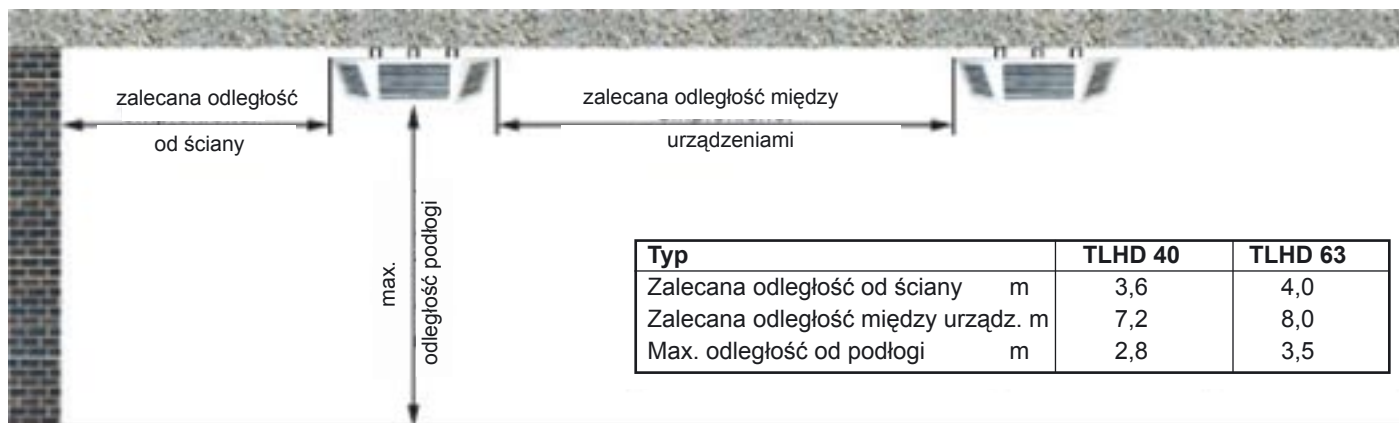 zalecana odległość
od ściany
zalecana odległość między
urządzeniami
max.
odległość podłogi
Typ TLHD 40 TLHD 63
Zalecana odległość od ściany m 3,6 4,0
Zalecana odległość między urządz. m 7,2 8,0
Max. odległość od podłogi m 2,8 3,5